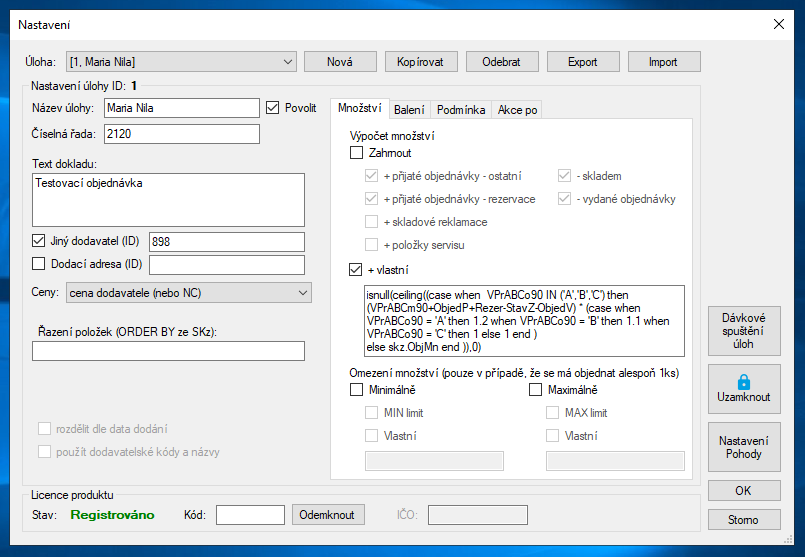 Nastavení
Úloha: [1, Maria Nila] Nová Kopírovat Odebrat Export Import
Nastavení úlohy ID: 1
Název úlohy: Maria Nila Povolit
Číselná řada: 2120
Text dokladu:
Testovací objednávka
Jiný dodavatel (ID) 898
Dodací adresa (ID)
Ceny: cena dodavatele (nebo NC)
Řazení položek (ORDER BY ze SKz):
rozdělit dle data dodání
použít dodavatelské kódy a názvy
Množství Balení Podmínka Akce po
Výpočet množství
Zahrnout
+ přijaté objednávky - ostatní - skladem
+ přijaté objednávky - rezervace - vydané objednávky
+ skladové reklamace
+ položky servisu
+ vlastní
isnull(ceiling((case when VPrABCo90 IN ('A','B','C') then
(VPrABCm90+ObjedP+Rezer-StavZ-ObjedV) * (case when
VPrABCo90 = 'A' then 1.2 when VPrABCo90 = 'B' then 1.1 when
VPrABCo90 = 'C' then 1 else 1 end )
else skz.ObjMn end )),0)
Omezení množství (pouze v případě, že se má objednat alespoň 1ks)
Minimálně Maximálně
MIN limit MAX limit
Vlastní Vlastní
Dávkové
spuštění
úloh
Uzamknout
Nastavení
Pohody
OK
Storno
Licence produktu
Stav: Registrováno Kód: Odemknout IČO: